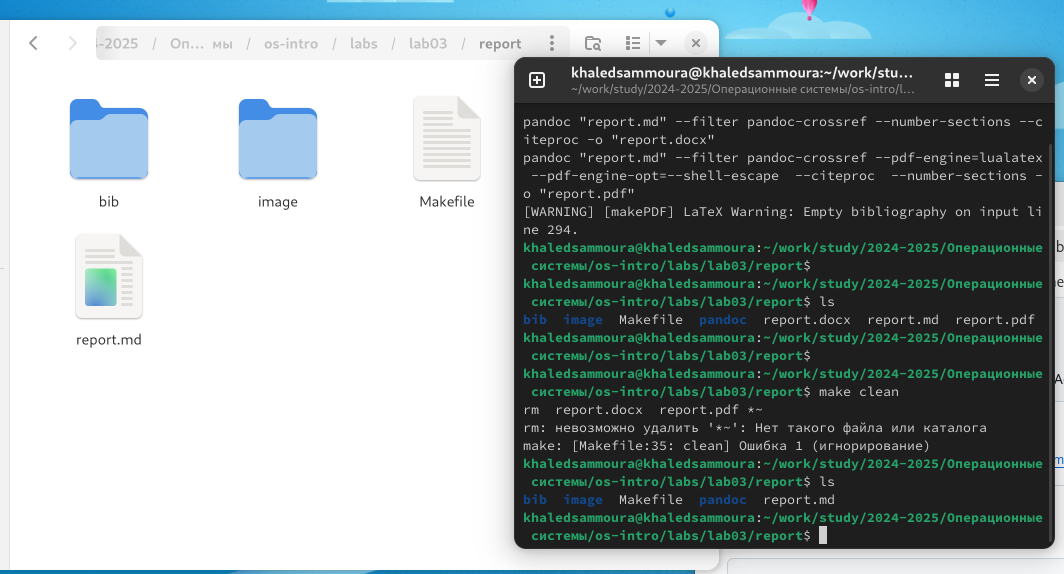 -2025 / Оп… мы / os-intro / labs / lab03 / report
bib
image
Makefile
report.md
khaledsammoura@khaledsammoura:~/work/stu…
~/work/study/2024-2025/Операционные системы/os-intro/l…
pandoc "report.md" --filter pandoc-crossref --number-sections --c
iteproc -o "report.docx"
pandoc "report.md" --filter pandoc-crossref --pdf-engine=lualatex
--pdf-engine-opt=--shell-escape  --citeproc  --number-sections -
o "report.pdf"
[WARNING] [makePDF] LaTeX Warning: Empty bibliography on input li
ne 294.
khaledsammoura@khaledsammoura:~/work/study/2024-2025/Операционные
системы/os-intro/labs/lab03/report$
khaledsammoura@khaledsammoura:~/work/study/2024-2025/Операционные
системы/os-intro/labs/lab03/report$ ls
bib  image  Makefile  pandoc  report.docx  report.md  report.pdf
khaledsammoura@khaledsammoura:~/work/study/2024-2025/Операционные
системы/os-intro/labs/lab03/report$
khaledsammoura@khaledsammoura:~/work/study/2024-2025/Операционные
системы/os-intro/labs/lab03/report$ make clean
rm  report.docx  report.pdf *~
rm: невозможно удалить '*~': Нет такого файла или каталога
make: [Makefile:35: clean] Ошибка 1 (игнорирование)
khaledsammoura@khaledsammoura:~/work/study/2024-2025/Операционные
системы/os-intro/labs/lab03/report$ ls
bib  image  Makefile  pandoc  report.md
khaledsammoura@khaledsammoura:~/work/study/2024-2025/Операционные
системы/os-intro/labs/lab03/report$